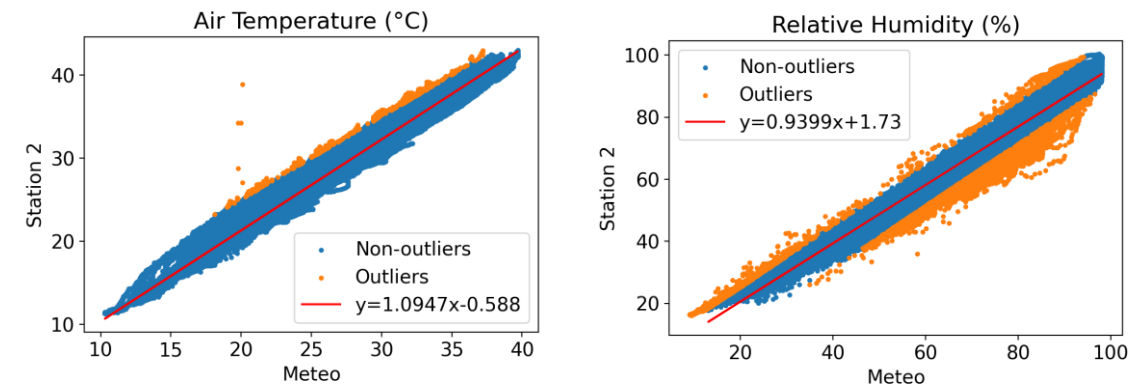 Air Temperature (°C)
Station 2
40
30
20
10
Non-outliers
Outliers
y=1.0947x-0.588
10 15 20 25 30 35 40
Meteo
Relative Humidity (%)
Station 2
100
80
60
40
20
Non-outliers
Outliers
y=0.9399x+1.73
20 40 60 80 100
Meteo